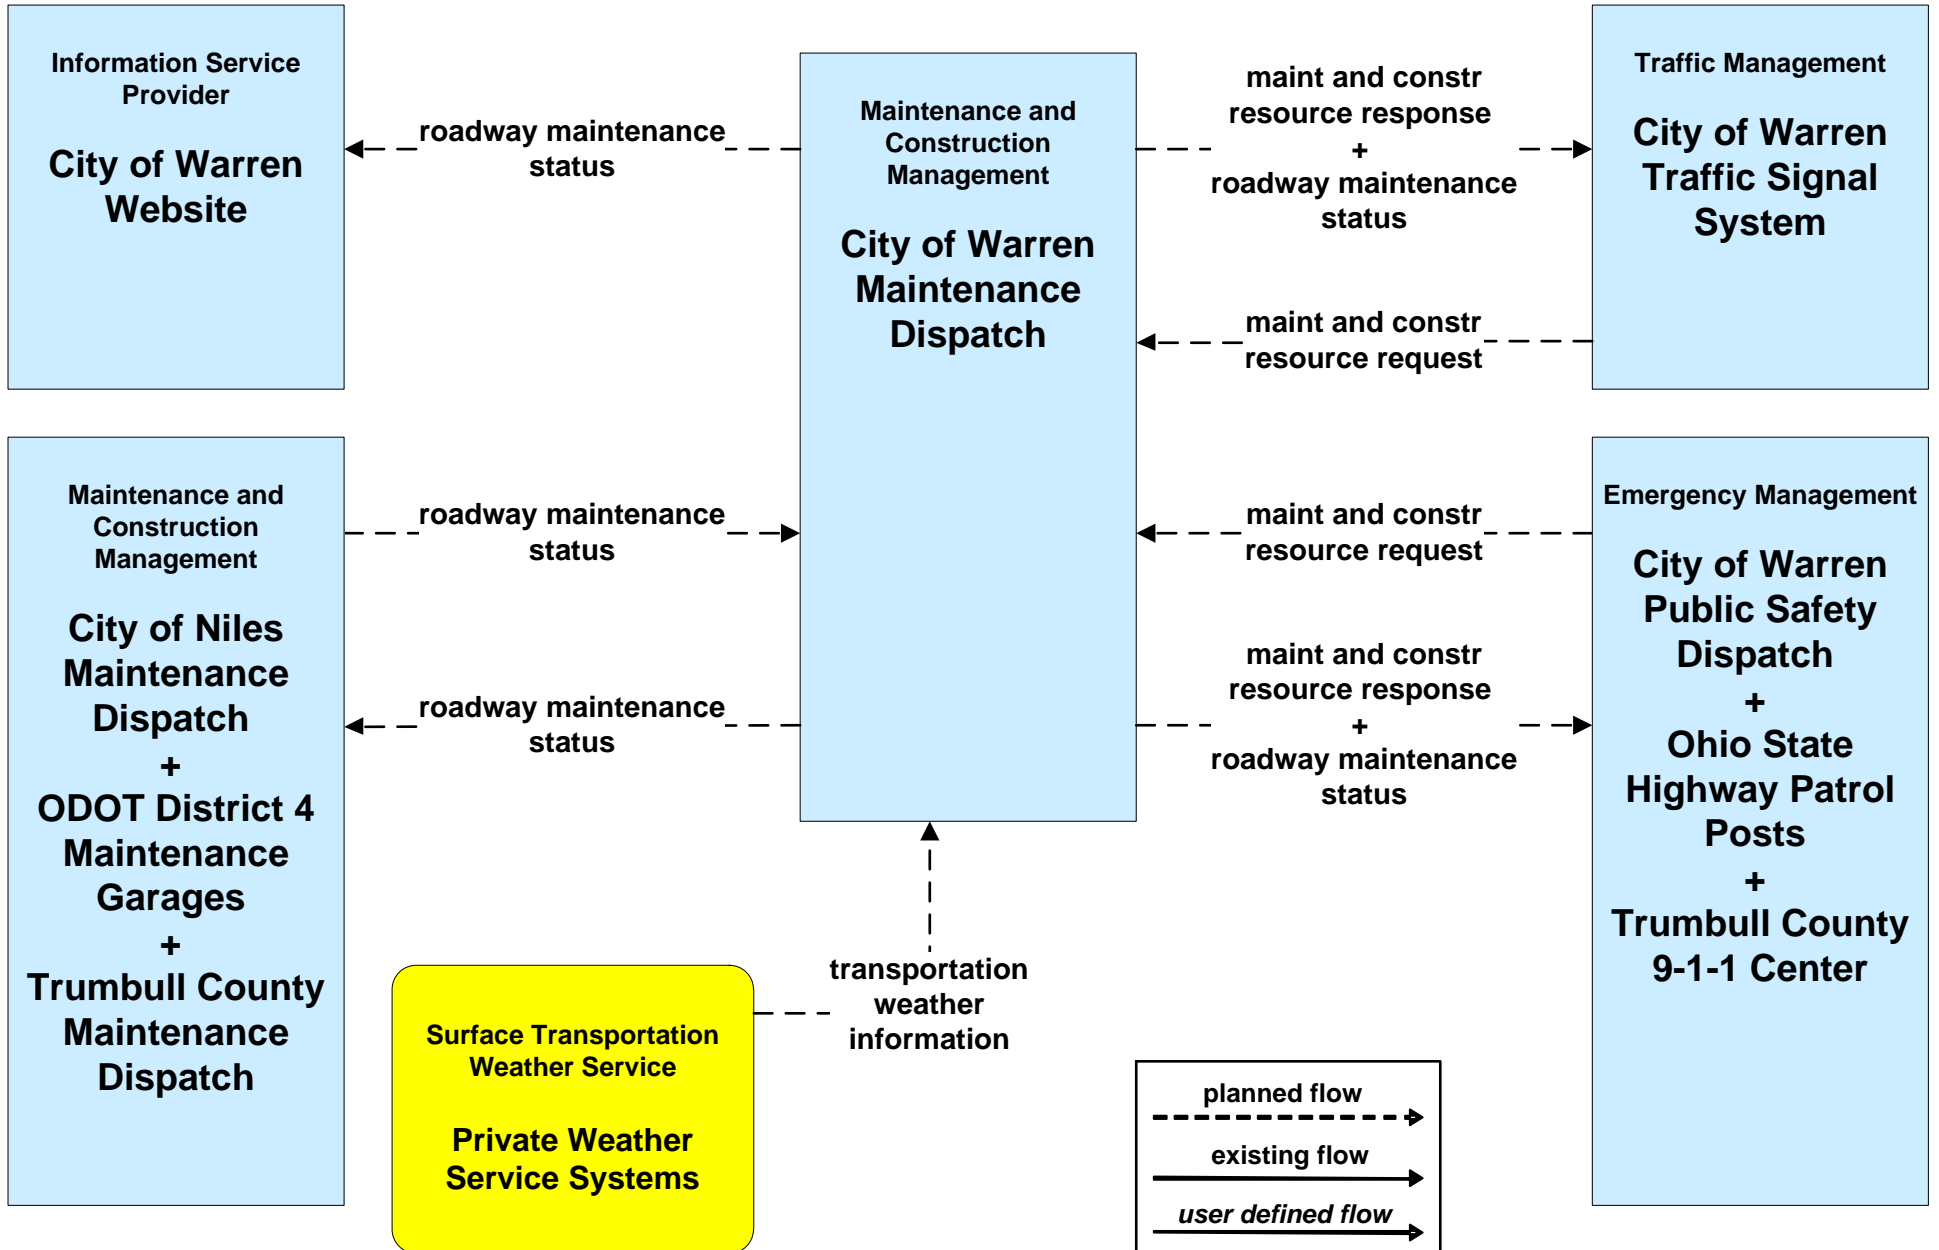 Information Service
Provider
City of Warren
Website
roadway maintenance
status
Maintenance and
Construction
Management
City of Warren
Maintenance
Dispatch
maint and constr
resource response
+
roadway maintenance
status
Traffic Management
City of Warren
Traffic Signal
System
maint and constr
resource request
Maintenance and
Construction
Management
City of Niles
Maintenance
Dispatch
+
ODOT District 4
Maintenance
Garages
+
Trumbull County
Maintenance
Dispatch
roadway maintenance
status
roadway maintenance
status
maint and constr
resource request
maint and constr
resource response
+
roadway maintenance
status
Emergency Management
City of Warren
Public Safety
Dispatch
+
Ohio State
Highway Patrol
Posts
+
Trumbull County
9-1-1 Center
transportation
weather
information
Surface Transportation
Weather Service
Private Weather
Service Systems
planned flow
existing flow
user defined flow